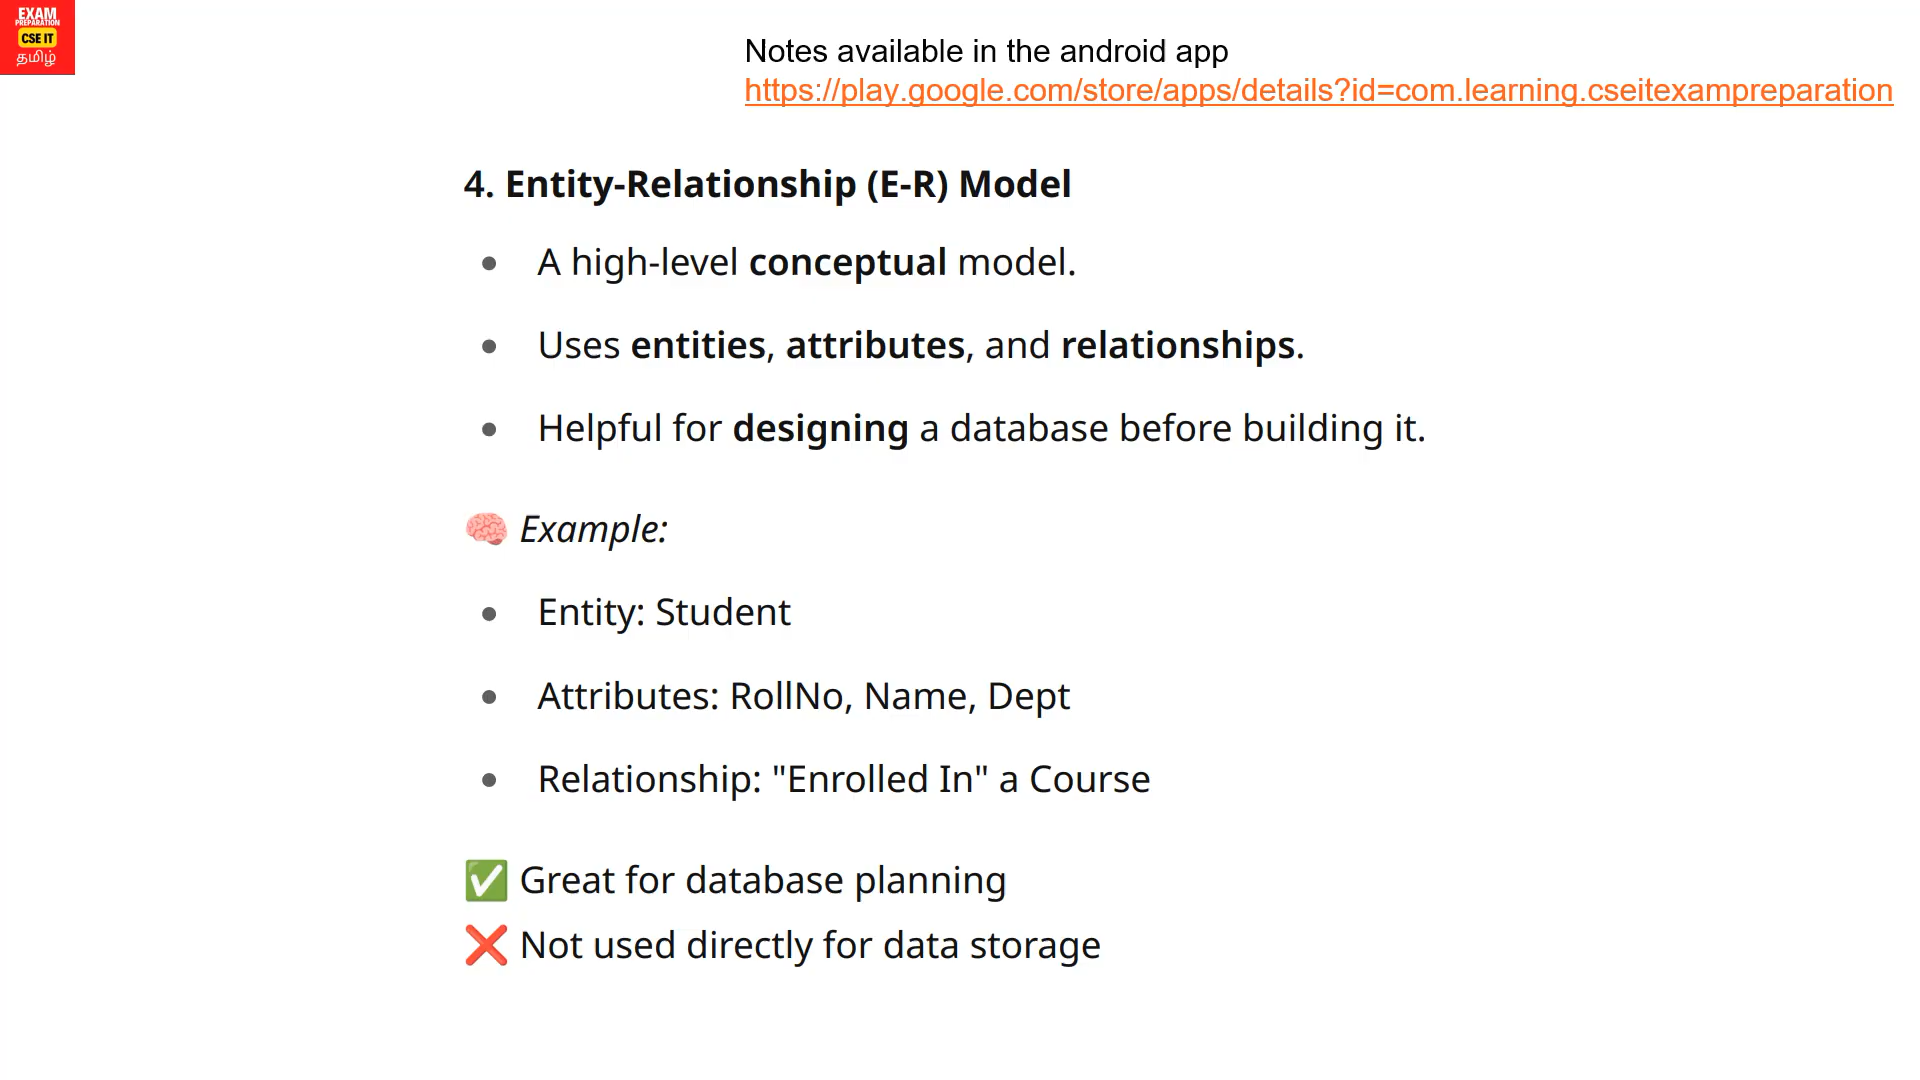 EXAM
PREPARATION
CSE IT
தமிழ்
Notes available in the android app
https://play.google.com/store/apps/details?id=com.learning.cseitexampreparation
4. Entity-Relationship (E-R) Model
• A high-level conceptual model.
• Uses entities, attributes, and relationships.
• Helpful for designing a database before building it.
🧠 Example:
• Entity: Student
• Attributes: RollNo, Name, Dept
• Relationship: "Enrolled In" a Course
✅ Great for database planning
❌ Not used directly for data storage